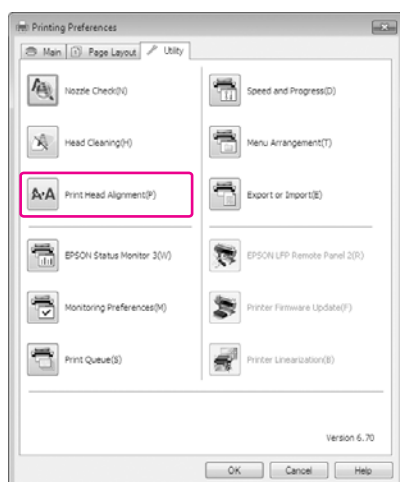 Printing Preferences
Main
Page Layout
Utility
Nozzle Check(N)
Speed and Progress(D)
Head Cleaning(H)
Menu Arrangement(T)
A·A
Print Head Alignment(P)
Export or Import(E)
EPSON Status Monitor 3(W)
EPSON LFP Remote Panel 2(R)
Monitoring Preferences(M)
Printer Firmware Update(F)
Print Queue(S)
Printer Linearization(B)
Version 6.70
OK
Cancel
Help